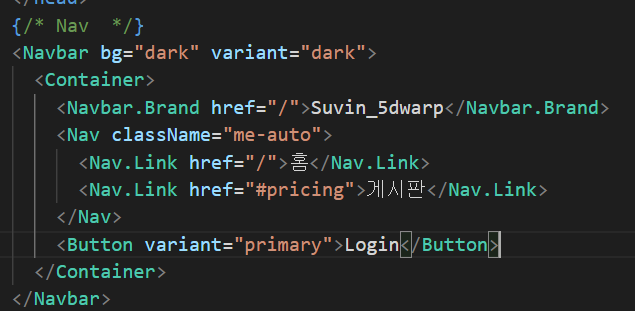 </head>
{/* Nav  */}
<Navbar bg="dark" variant="dark">
<Container>
<Navbar.Brand href="/">Suvin_5dwarp</Navbar.Brand>
<Nav className="me-auto">
<Nav.Link href="/">홈</Nav.Link>
<Nav.Link href="#pricing">게시판</Nav.Link>
</Nav>
<Button variant="primary">Login</Button>
</Container>
</Navbar>